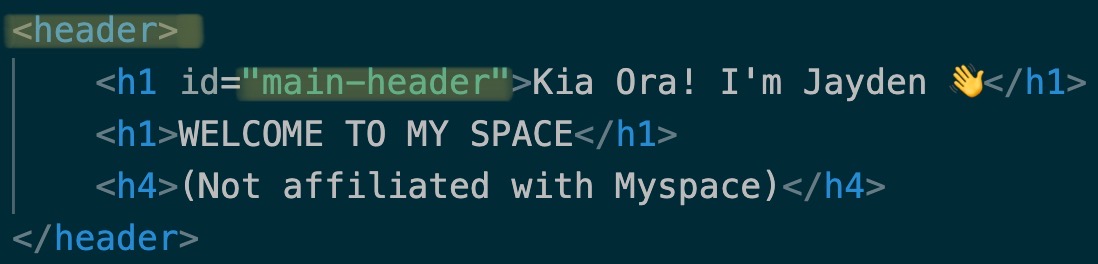 <header>
<h1 id="main-header">Kia Ora! I'm Jayden 👋</h1>
<h1>WELCOME TO MY SPACE</h1>
<h4>(Not affiliated with Myspace)</h4>
</header>